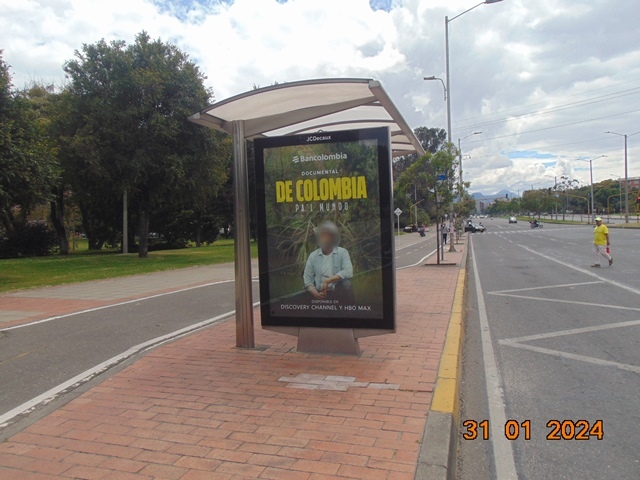 JCDecaux
Bancolombia
DOCUMENTAL
DE COLOMBIA
PA'L MUNDO
DISPONIBLE EN
DISCOVERY CHANNEL Y HBO MAX
31 01 2024